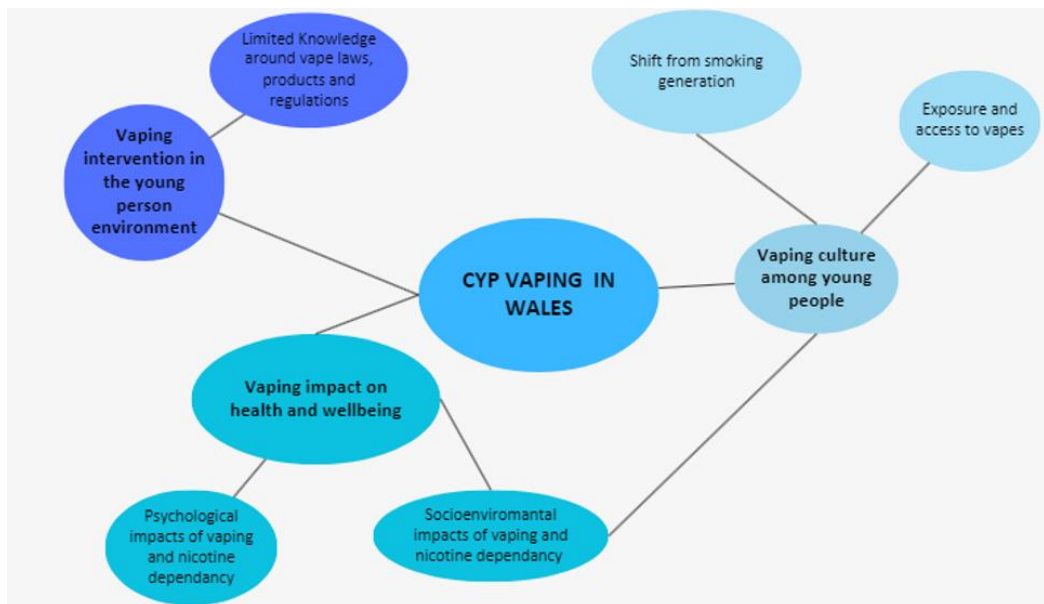 Limited Knowledge
around vape laws,
products and
regulations
Shift from smoking
generation
Exposure and
access to vapes
Vaping
intervention in
the young
person
environment
CYP VAPING IN
WALES
Vaping culture
among young
people
Vaping impact on
health and wellbeing
Psychological
impacts of vaping
and nicotine
dependancy
Socioenviromantal
impacts of vaping and
nicotine dependancy